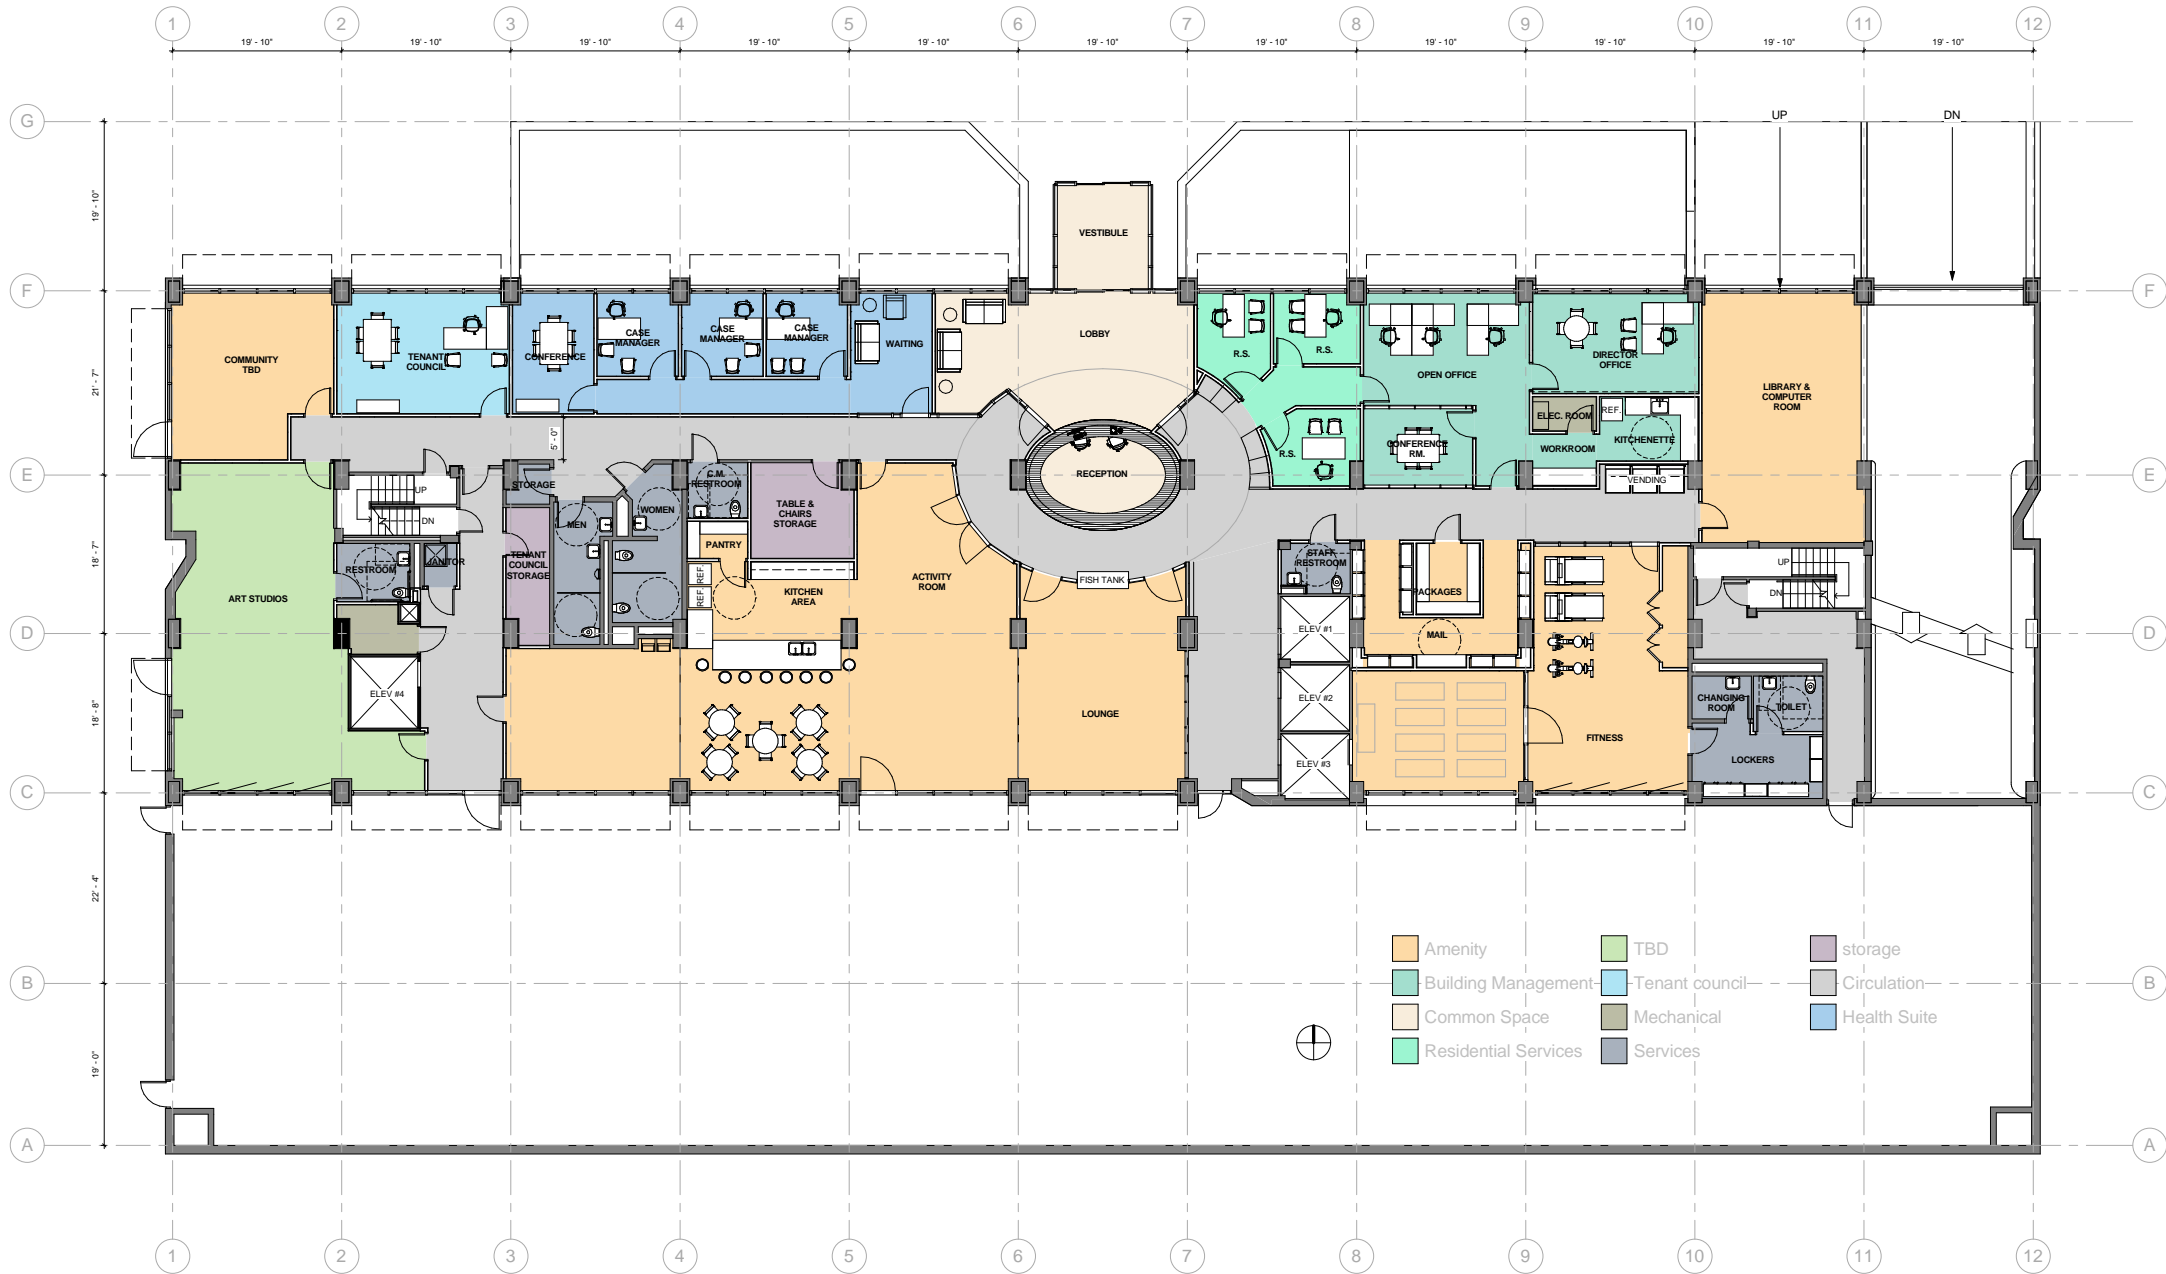 1 2 3 4 5 6 7 8 9 10 11 12
19' - 10" 19' - 10" 19' - 10" 19' - 10" 19' - 10" 19' - 10" 19' - 10" 19' - 10" 19' - 10" 19' - 10" 19' - 10"
G
UP DN
19' - 10"
VESTIBULE
F F
COMMUNITY
TBD
TENANT
COUNCIL
CONFERENCE
CASE
MANAGER
CASE
MANAGER
CASE
MANAGER
WAITING
LOBBY
R.S.
R.S.
OPEN OFFICE
DIRECTOR
OFFICE
LIBRARY &
COMPUTER
ROOM
21' - 7"
ELEC. ROOM
REF.
KITCHENETTE
WORKROOM
CONFERENCE
RM.
R.S.
5' - 0"
E E
RECEPTION
VENDING
STORAGE
UP
DN
MEN
WOMEN
C.M.
RESTROOM
TABLE &
CHAIRS
STORAGE
PANTRY
18' - 7"
RESTROOM
JANITOR
TENANT
COUNCIL
STORAGE
REF.
REF.
KITCHEN
AREA
ACTIVITY
ROOM
FISH TANK
STAFF
RESTROOM
PACKAGES
UP
DN
ART STUDIOS
D D
ELEV #1
MAIL
ELEV #4
ELEV #2
ELEV #3
18' - 8"
LOUNGE
FITNESS
CHANGING
ROOM
TOILET
LOCKERS
C C
22' - 4"
Amenity TBD storage
Building Management Tenant council Circulation
B B
Common Space Mechanical Health Suite
Residential Services Services
19' - 0"
A A
1 2 3 4 5 6 7 8 9 10 11 12